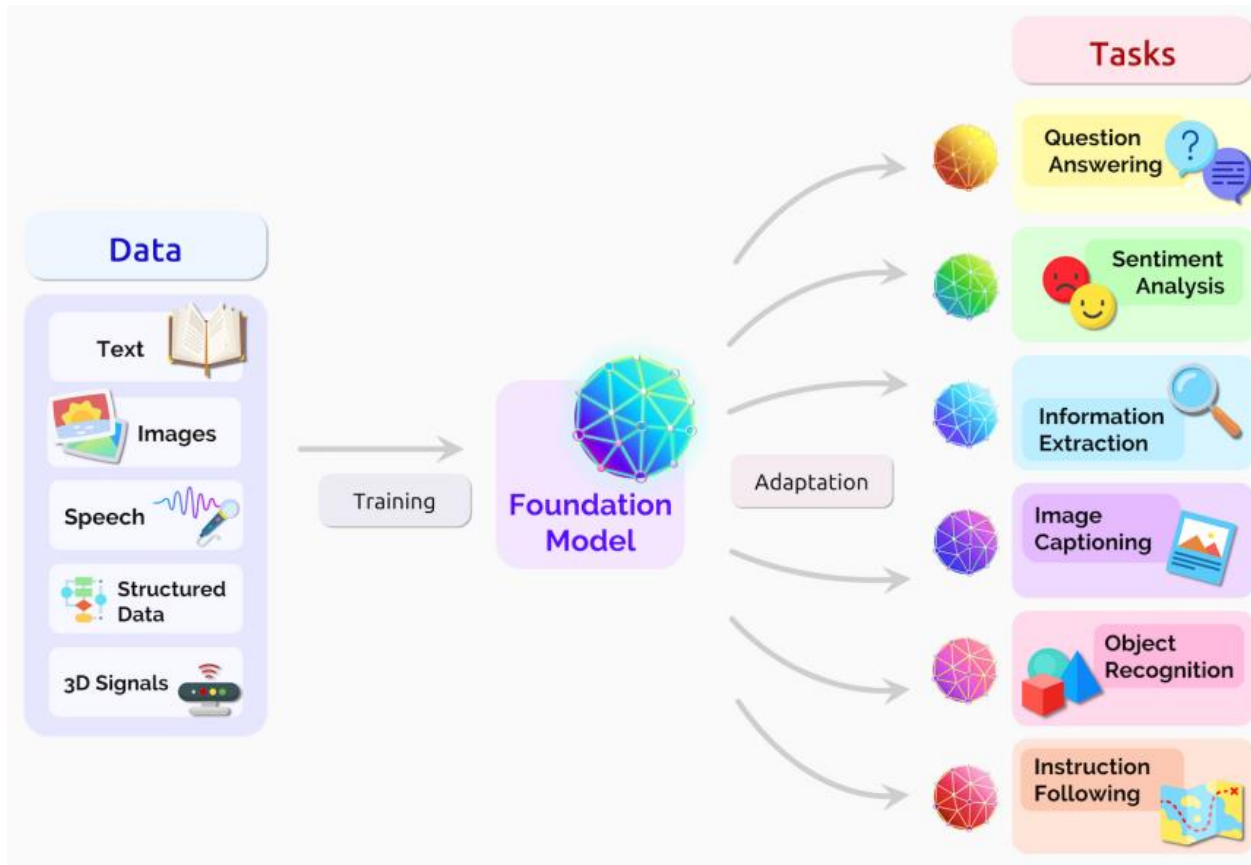 Data
Text
Images
Speech
Structured
Data
3D Signals
Training
Foundation
Model
Adaptation
Tasks
Question
Answering
Sentiment
Analysis
Information
Extraction
Image
Captioning
Object
Recognition
Instruction
Following